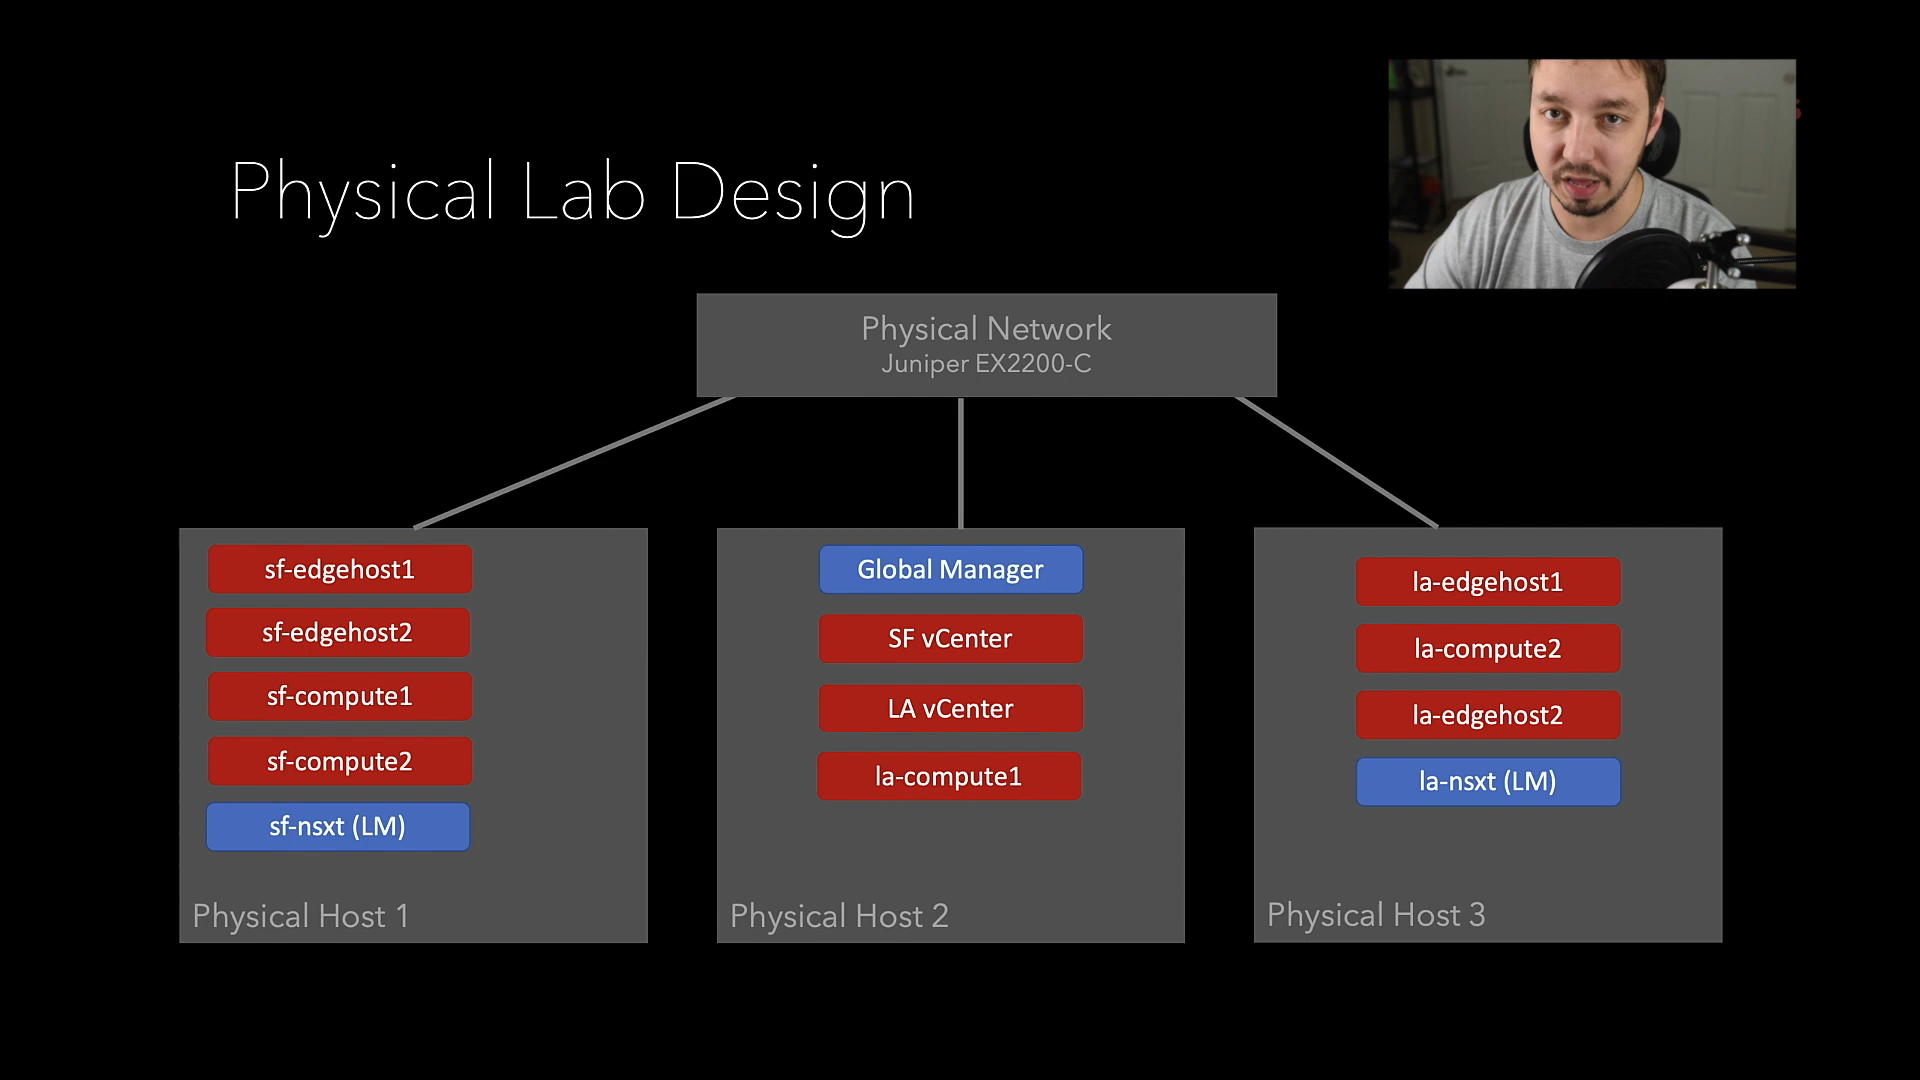 Physical Lab Design
Physical Network
Juniper EX2200-C
sf-edgehost1
sf-edgehost2
sf-compute1
sf-compute2
sf-nsxt (LM)
Physical Host 1
Global Manager
SF vCenter
LA vCenter
la-compute1
Physical Host 2
la-edgehost1
la-compute2
la-edgehost2
la-nsxt (LM)
Physical Host 3